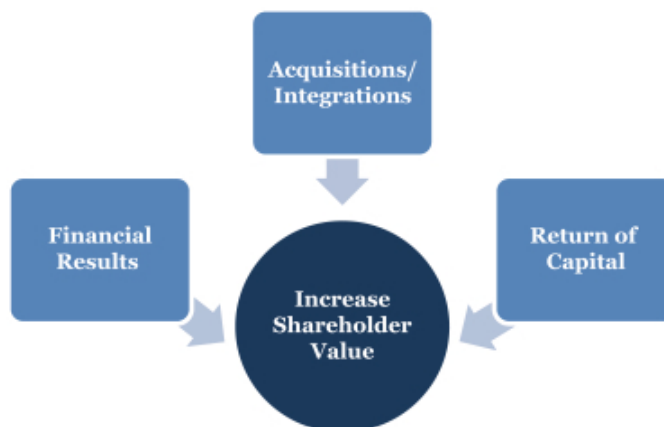 Acquisitions/
Integrations
Financial
Results
Return of
Capital
Increase
Shareholder
Value